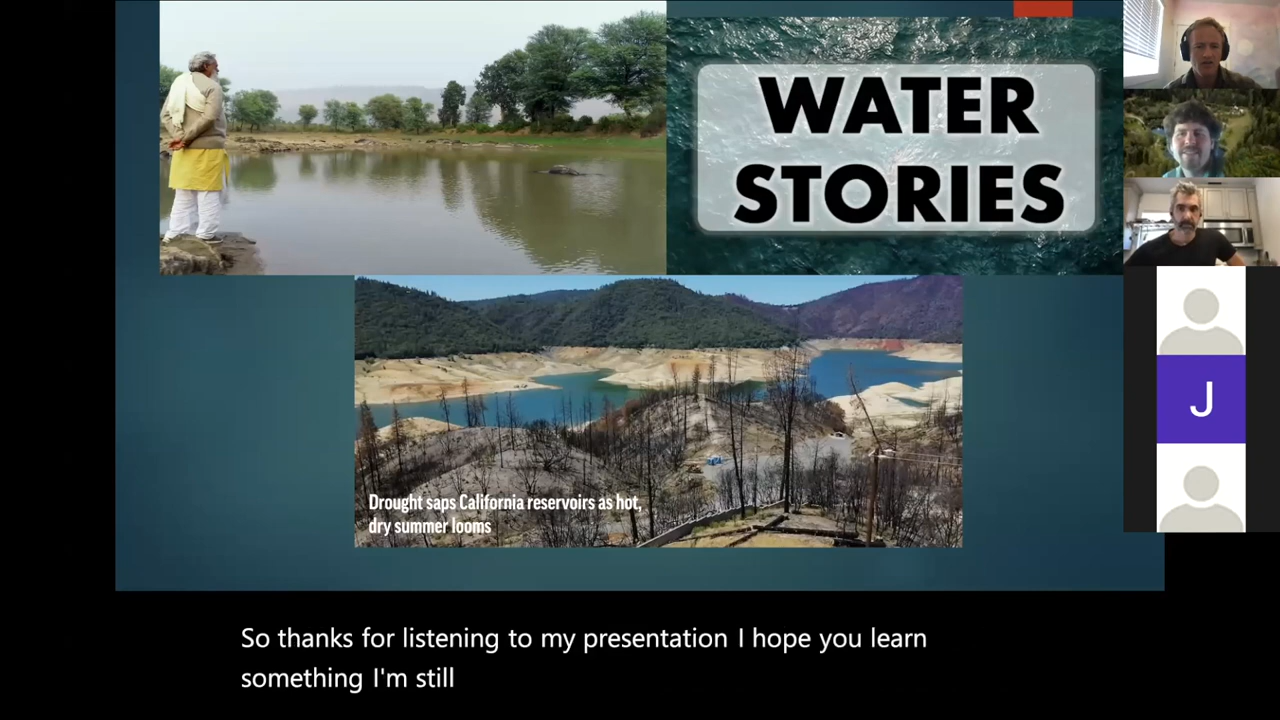 WATER
STORIES
Drought saps California reservoirs as hot,
dry summer looms
J
So thanks for listening to my presentation I hope you learn
something I'm still